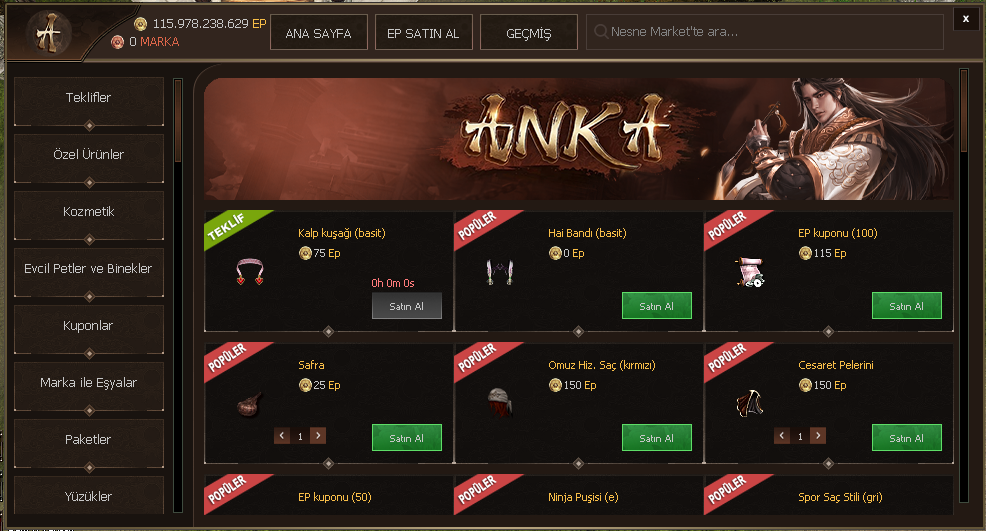 115.978.238.629 EP
0 MARKA
ANA SAYFA
EP SATIN AL
GEÇMİŞ
Nesne Market'te ara...
x
Teklifler
Özel Ürünler
Kozmetik
Evcil Petler ve Binekler
Kuponlar
Marka ile Eşyalar
Paketler
Yüzükler
ANKA
TEKLİF
Kalp kuşağı (basit)
75 Ep
0h 0m 0s
Satın Al
POPÜLER
Hai Bandı (basit)
0 Ep
Satın Al
POPÜLER
EP kuponu (100)
115 Ep
Satın Al
POPÜLER
Safra
25 Ep
< 1 >
Satın Al
POPÜLER
Omuz Hiz. Saç (kırmızı)
150 Ep
Satın Al
POPÜLER
Cesaret Pelerini
150 Ep
< 1 >
Satın Al
POPÜLER
EP kuponu (50)
POPÜLER
Ninja Puşisi (e)
POPÜLER
Spor Saç Stili (gri)